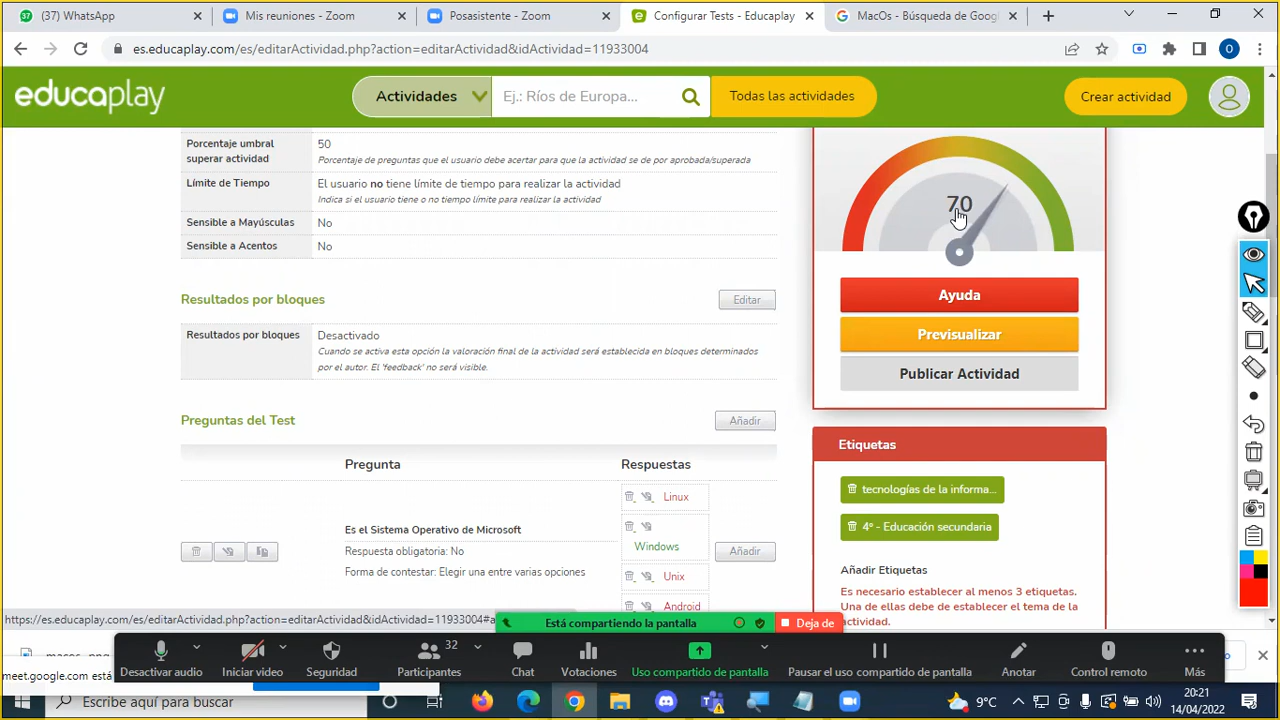 (37) WhatsApp
Mis reuniones - Zoom
Posasistente - Zoom
Configurar Tests - Educaplay
MacOs - Búsqueda de Goog
es.educaplay.com/es/editarActividad.php?action=editarActividad&idActividad=11933004
O
educaplay
Actividades
Ej.: Ríos de Europa...
Todas las actividades
Crear actividad
Porcentaje umbral superar actividad
50
Porcentaje de preguntas que el usuario debe acertar para que la actividad se de por aprobada/superada
Límite de Tiempo
El usuario no tiene límite de tiempo para realizar la actividad
Indica si el usuario tiene o no tiempo límite para realizar la actividad
Sensible a Mayúsculas
No
Sensible a Acentos
No
Resultados por bloques
Editar
Resultados por bloques
Desactivado
Cuando se activa esta opción la valoración final de la actividad será establecida en bloques determinados
por el autor. El 'feedback' no será visible.
Preguntas del Test
Añadir
Pregunta
Respuestas
Es el Sistema Operativo de Microsoft
Respuesta obligatoria: No
Forma de contestar: Elegir una entre varias opciones
Linux
Windows
Unix
Android
Añadir
70
Ayuda
Previsualizar
Publicar Actividad
Etiquetas
tecnologías de la informa...
4º - Educación secundaria
Añadir Etiquetas
Es necesario establecer al menos 3 etiquetas.
Una de ellas debe de establecer el tema de la
actividad.
https://es.educaplay.com/es/editarActividad.php?action=editarActividad&idActividad=11933004#a
Está compartiendo la pantalla
Deja de
32
Desactivar audio
Iniciar video
Seguridad
Participantes
Chat
Votaciones
Uso compartido de pantalla
Pausar el uso compartido de pantalla
Anotar
Control remoto
Más
meet.google.com está
Escribe aquí para buscar
9°C
20:21
14/04/2022